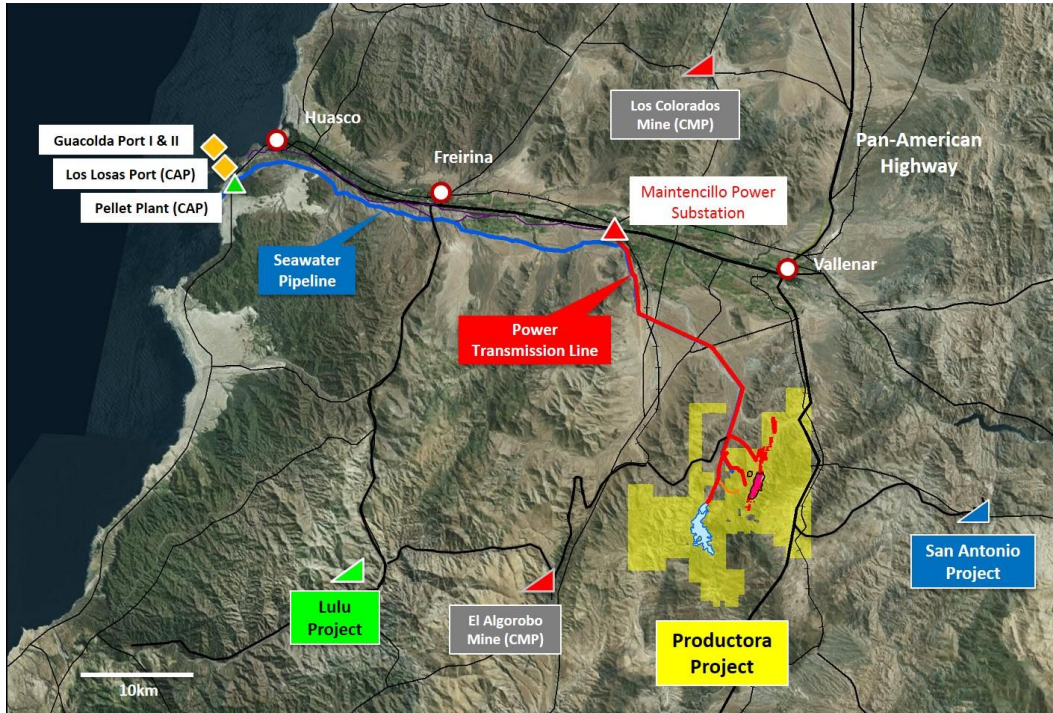 Los Colorados
Mine (CMP)
Huasco
Guacolda Port I & II
Pan-American
Highway
Freirina
Los Losas Port (CAP)
Maintencillo Power
Substation
Pellet Plant (CAP)
Seawater
Pipeline
Vallenar
Power
Transmission Line
San Antonio
Project
Lulu
Project
El Algorobo
Mine (CMP)
Productora
Project
10km